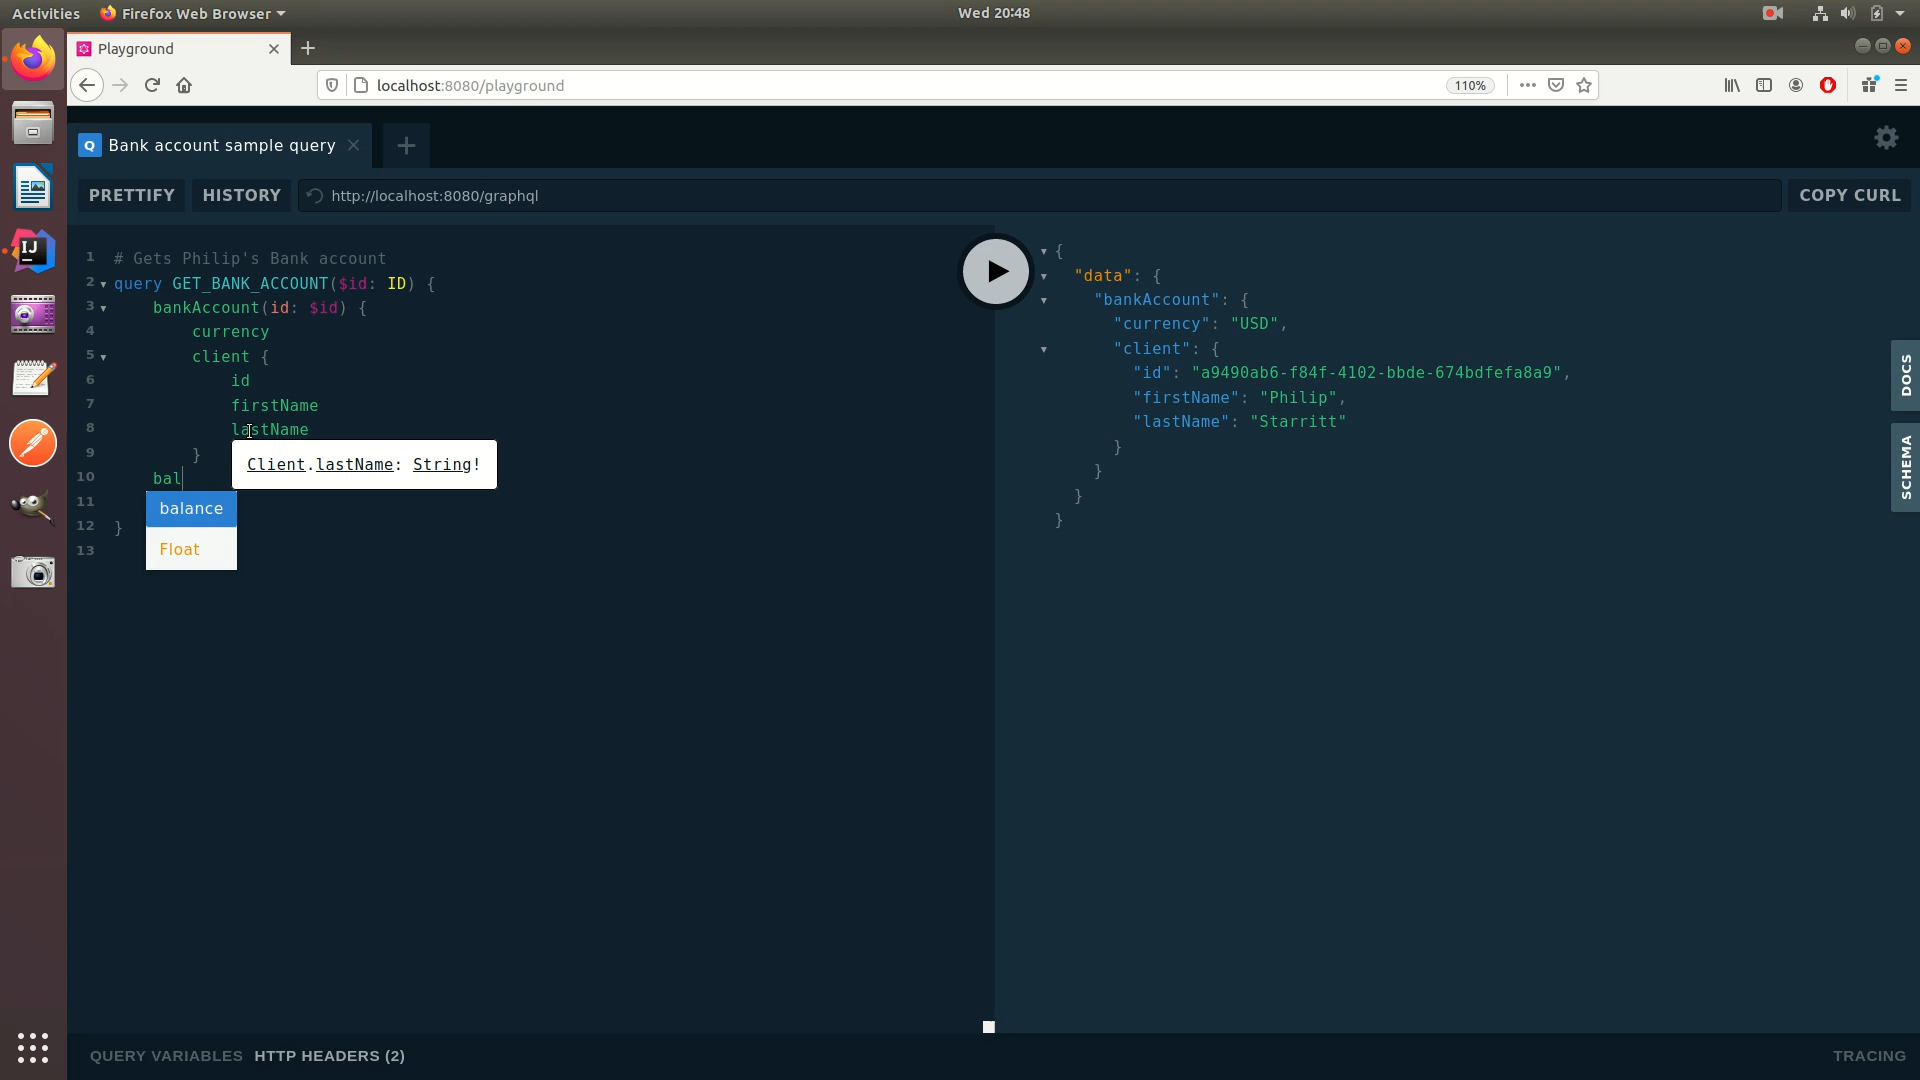 Activities Firefox Web Browser Wed 20:48
Playground
localhost:8080/playground 110%
Q Bank account sample query
PRETTIFY HISTORY http://localhost:8080/graphql COPY CURL
1 # Gets Philip's Bank account
2 query GET_BANK_ACCOUNT($id: ID) {
3 bankAccount(id: $id) {
4 currency
5 client {
6 id
7 firstName
8 lastName
9 }
10 bal
11
12 }
13
Client.lastName: String!
balance
Float
{
"data": {
"bankAccount": {
"currency": "USD",
"client": {
"id": "a9490ab6-f84f-4102-bbde-674bdfefa8a9",
"firstName": "Philip",
"lastName": "Starritt"
}
}
}
}
DOCS
SCHEMA
IJ
QUERY VARIABLES HTTP HEADERS (2) TRACING